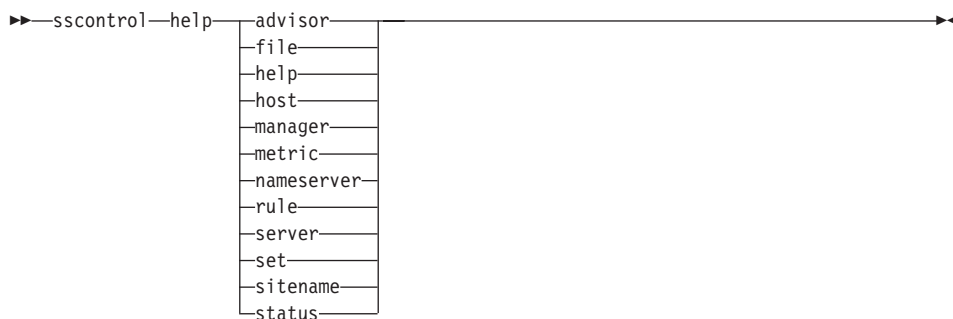 sscontrol help advisor
file
help
host
manager
metric
nameserver
rule
server
set
sitename
status